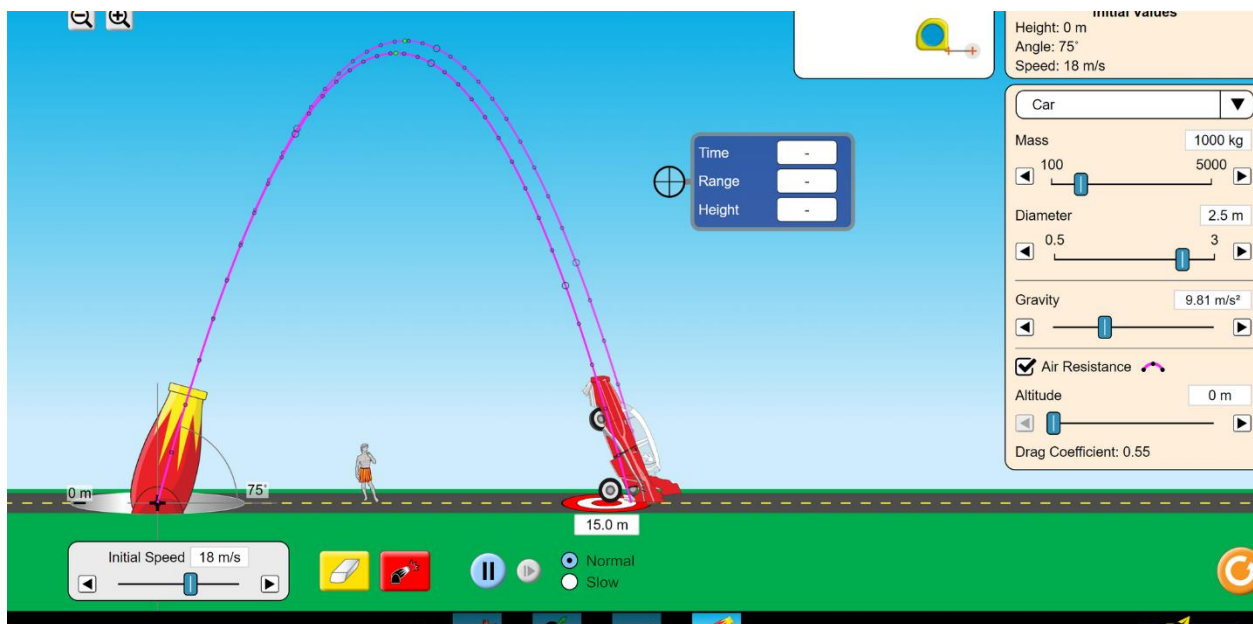 Initial Values
Height: 0 m
Angle: 75°
Speed: 18 m/s
Car
Mass 1000 kg
100 5000
Diameter 2.5 m
0.5 3
Gravity 9.81 m/s²
Air Resistance
Altitude 0 m
Drag Coefficient: 0.55
Time -
Range -
Height -
0 m 75°
15.0 m
Initial Speed 18 m/s
Normal
Slow